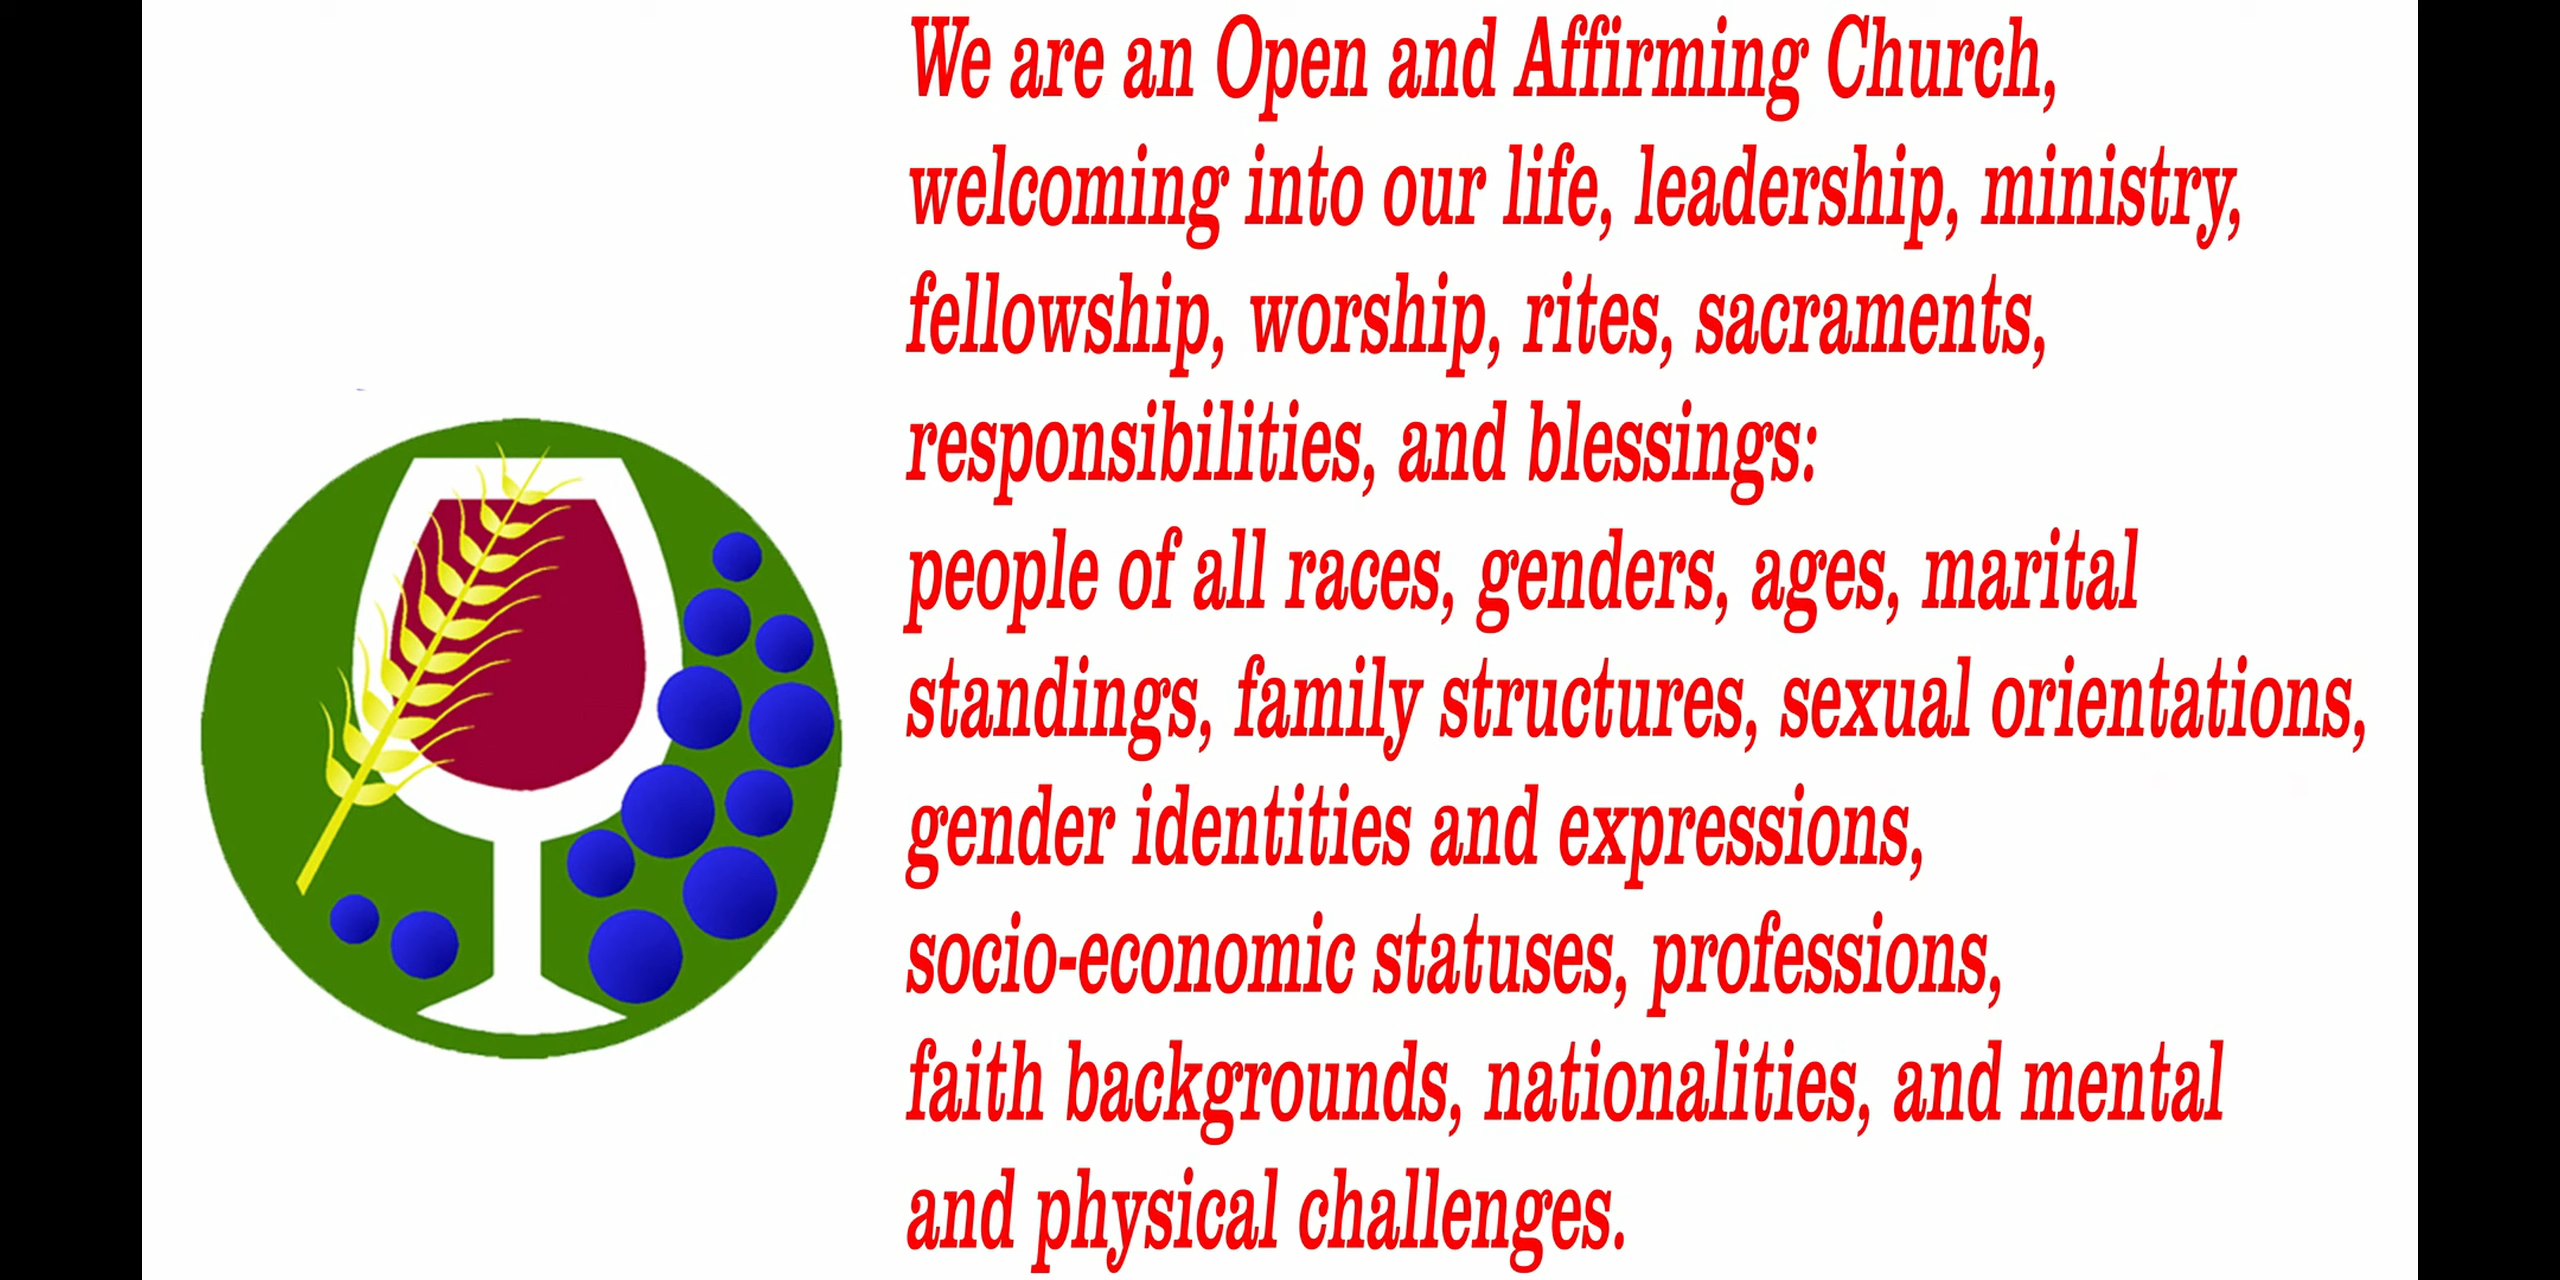 We are an Open and Affirming Church,
welcoming into our life, leadership, ministry,
fellowship, worship, rites, sacraments,
responsibilities, and blessings:
people of all races, genders, ages, marital
standings, family structures, sexual orientations,
gender identities and expressions,
socio-economic statuses, professions,
faith backgrounds, nationalities, and mental
and physical challenges.